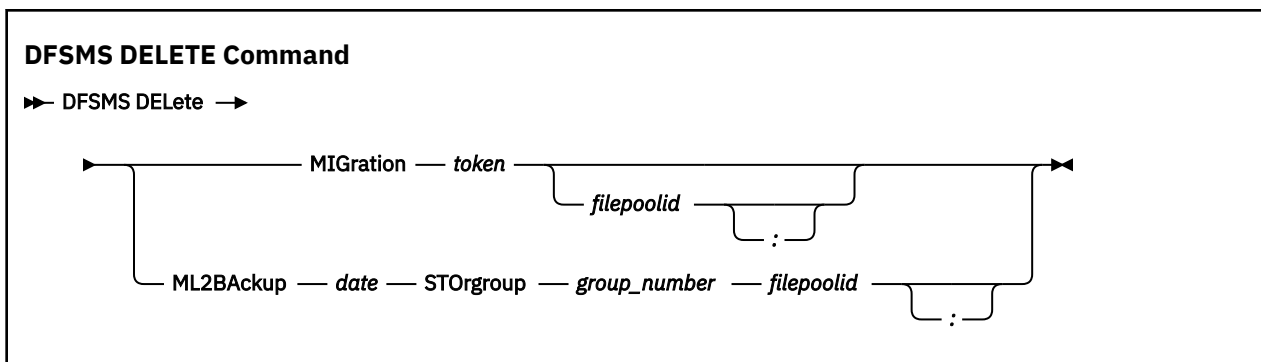 DFSMS DELETE Command
DFSMS DELete
MIGration token
filepoolid
:
ML2BAckup date STOrgroup group_number filepoolid
: